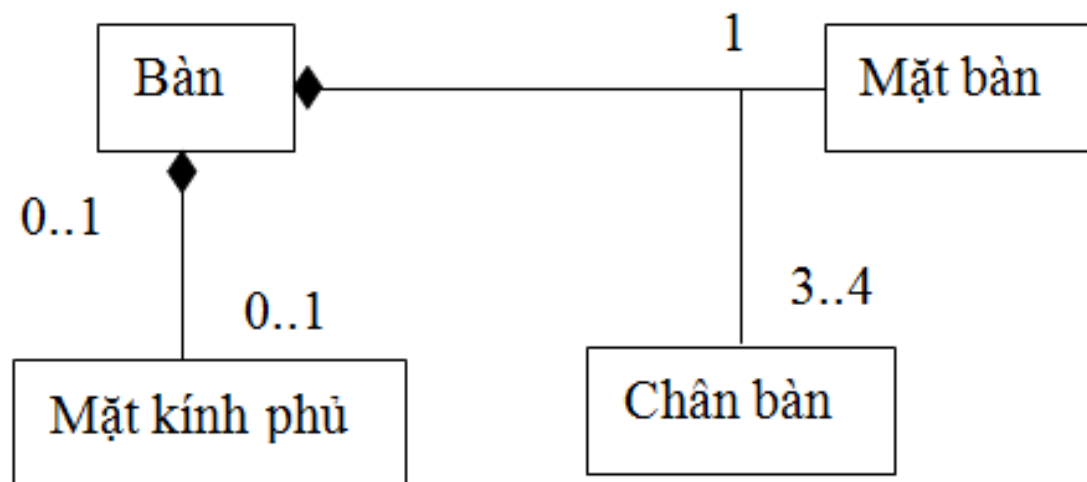 Bàn
1
Mặt bàn
0..1
0..1
3..4
Mặt kính phủ
Chân bàn